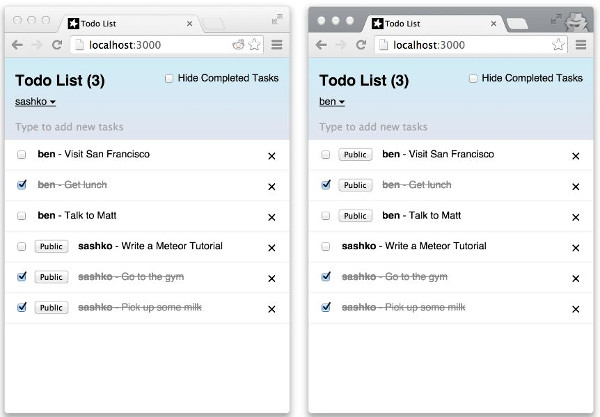 Todo List
localhost:3000
Todo List (3)
Hide Completed Tasks
sashko
Type to add new tasks
ben - Visit San Francisco
ben - Get lunch
ben - Talk to Matt
Public sashko - Write a Meteor Tutorial
Public sashko - Go to the gym
Public sashko - Pick up some milk
Todo List
localhost:3000
Todo List (3)
Hide Completed Tasks
ben
Type to add new tasks
Public ben - Visit San Francisco
Public ben - Get lunch
Public ben - Talk to Matt
sashko - Write a Meteor Tutorial
sashko - Go to the gym
sashko - Pick up some milk